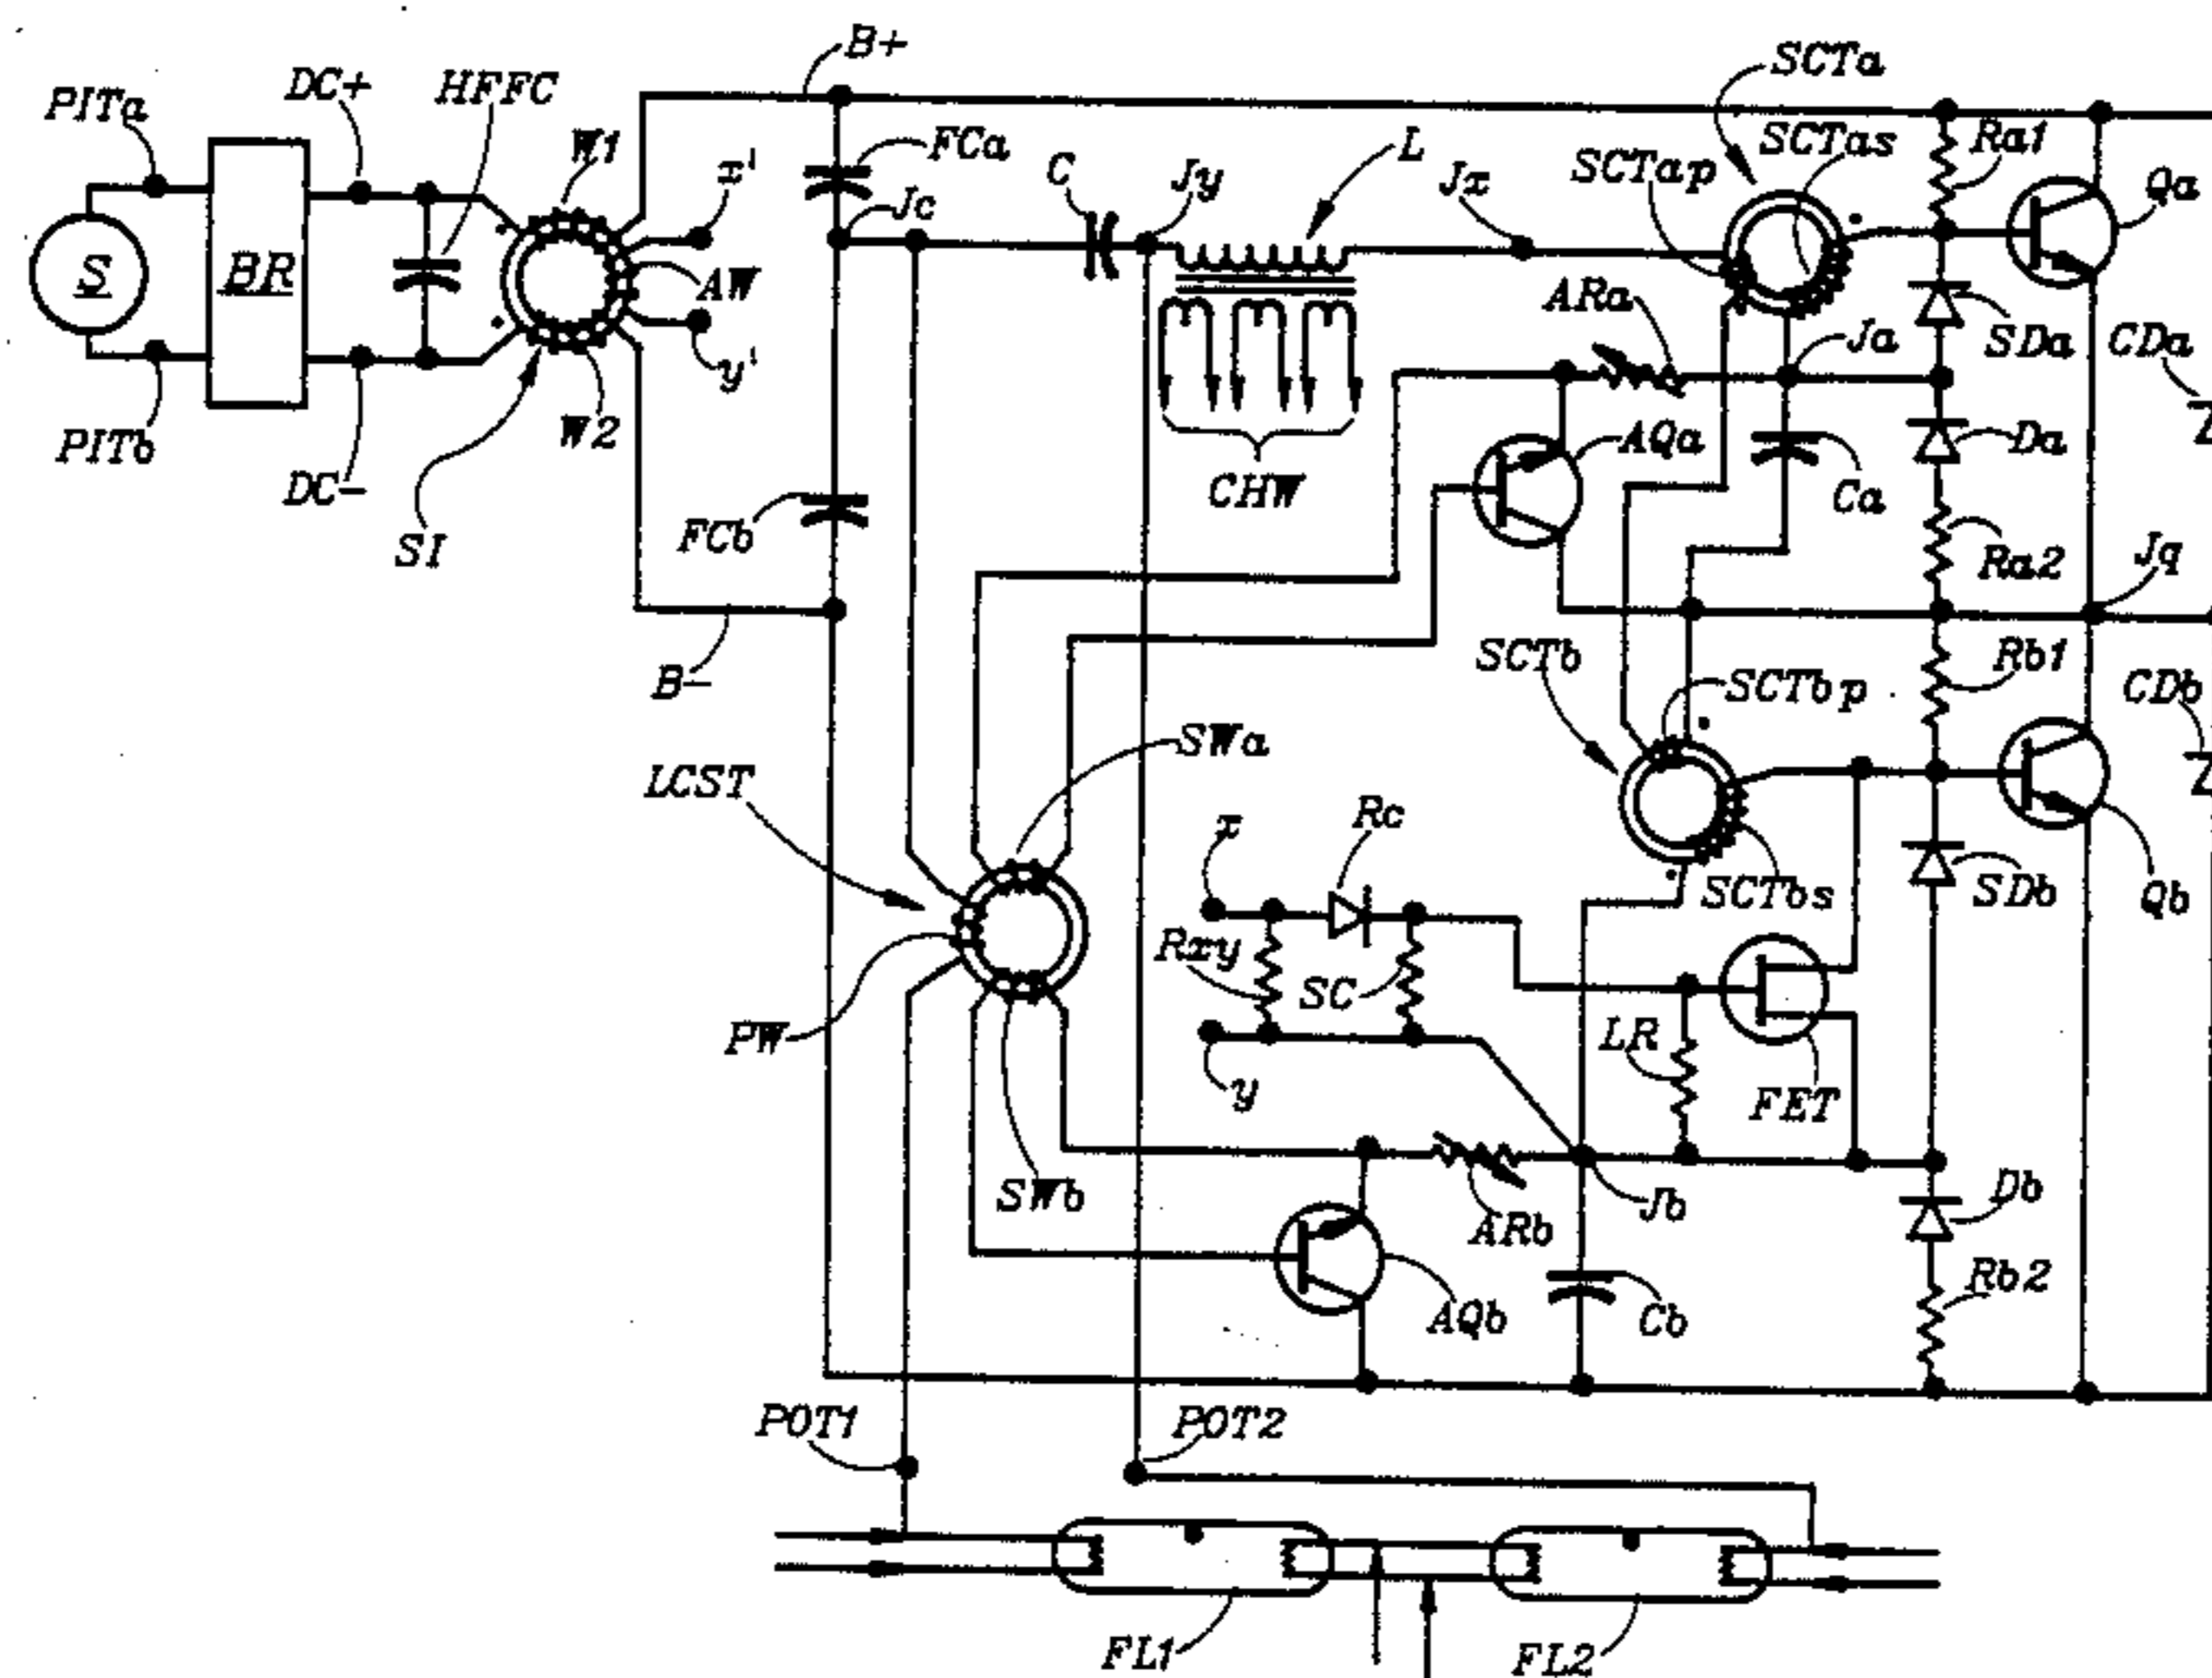 B+
SCTa
PITa
DC+
HFFC
W1
x'
FCa
L
SCTas
Ra1
C
Jy
SCTap
Jx
Qa
Jc
S
BR
AW
ARa
SDa
CDa
Ja
y'
W2
PITb
DC-
AQa
Da
CHW
Ca
SI
FCb
Ra2
Jq
SCTb
Rb1
B-
SCTbp
CDb
SWa
LCST
x
Rc
SCTbs
SDb
Qb
Rxy
SC
PW
LR
y
FET
SWb
Jb
Db
ARb
Rb2
AQb
Cb
POT1
POT2
FL1
FL2